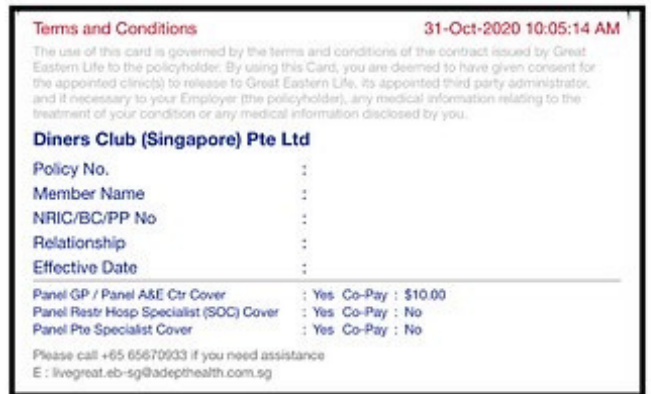 Terms and Conditions 31-Oct-2020 10:05:14 AM
The use of this card is governed by the terms and conditions of the contract issued by Great
Eastern Life to the policyholder. By using this Card, you are deemed to have given consent for
the appointed clinic(s) to release to Great Eastern Life, its appointed third party administrator,
and if necessary to your Employer (the policyholder), any medical information relating to the
treatment of your condition or any medical information disclosed by you.
Diners Club (Singapore) Pte Ltd
Policy No. :
Member Name :
NRIC/BC/PP No :
Relationship :
Effective Date :
Panel GP / Panel A&E Ctr Cover : Yes Co-Pay : $10.00
Panel Restr Hosp Specialist (SOC) Cover : Yes Co-Pay : No
Panel Pte Specialist Cover : Yes Co-Pay : No
Please call +65 65670933 if you need assistance
E : livegreat.eb-sg@adepthealth.com.sg